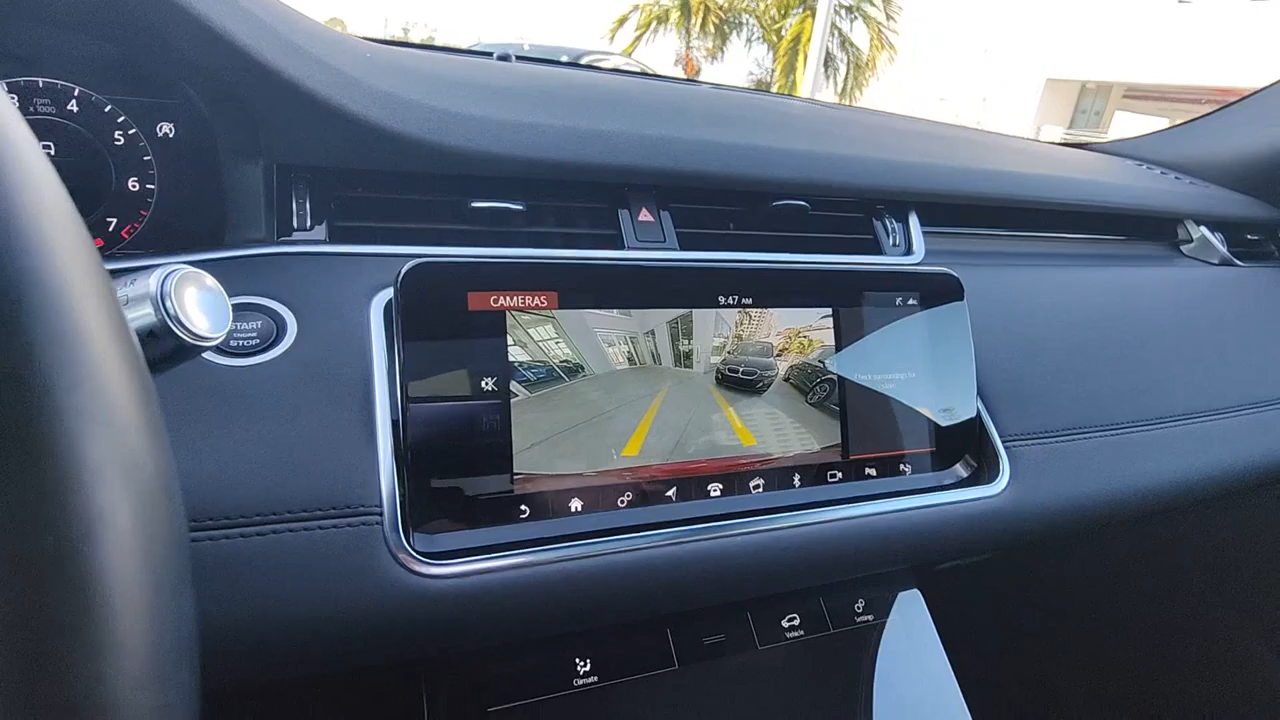 3
4
5
6
7
rpm
x 1000
START
ENGINE
STOP
CAMERAS
9:47 AM
Check surroundings for
Climate
Vehicle
Settings